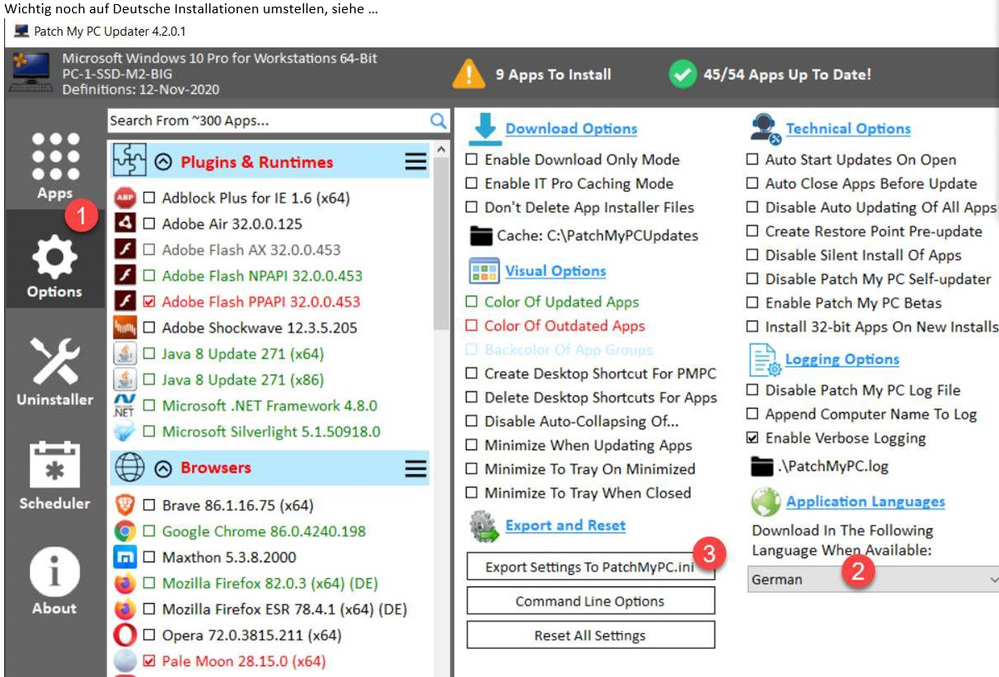 Wichtig noch auf Deutsche Installationen umstellen, siehe ...
Patch My PC Updater 4.2.0.1
Microsoft Windows 10 Pro for Workstations 64-Bit
PC-1-SSD-M2-BIG
Definitions: 12-Nov-2020
9 Apps To Install
45/54 Apps Up To Date!
Apps
1
Options
Uninstaller
Scheduler
About
Search From ~300 Apps...
Plugins & Runtimes
ABP
Adblock Plus for IE 1.6 (x64)
Adobe Air 32.0.0.125
Adobe Flash AX 32.0.0.453
Adobe Flash NPAPI 32.0.0.453
Adobe Flash PPAPI 32.0.0.453
Adobe Shockwave 12.3.5.205
Java 8 Update 271 (x64)
Java 8 Update 271 (x86)
.NET
Microsoft .NET Framework 4.8.0
Microsoft Silverlight 5.1.50918.0
Browsers
Brave 86.1.16.75 (x64)
Google Chrome 86.0.4240.198
Maxthon 5.3.8.2000
Mozilla Firefox 82.0.3 (x64) (DE)
Mozilla Firefox ESR 78.4.1 (x64) (DE)
Opera 72.0.3815.211 (x64)
Pale Moon 28.15.0 (x64)
Download Options
Enable Download Only Mode
Enable IT Pro Caching Mode
Don't Delete App Installer Files
Cache: C:\PatchMyPCUpdates
Visual Options
Color Of Updated Apps
Color Of Outdated Apps
Backcolor Of App Groups
Create Desktop Shortcut For PMPC
Delete Desktop Shortcuts For Apps
Disable Auto-Collapsing Of...
Minimize When Updating Apps
Minimize To Tray On Minimized
Minimize To Tray When Closed
Export and Reset
Export Settings To PatchMyPC.ini
3
Command Line Options
Reset All Settings
Technical Options
Auto Start Updates On Open
Auto Close Apps Before Update
Disable Auto Updating Of All Apps
Create Restore Point Pre-update
Disable Silent Install Of Apps
Disable Patch My PC Self-updater
Enable Patch My PC Betas
Install 32-bit Apps On New Installs
Logging Options
Disable Patch My PC Log File
Append Computer Name To Log
Enable Verbose Logging
.\PatchMyPC.log
Application Languages
Download In The Following
Language When Available:
German
2